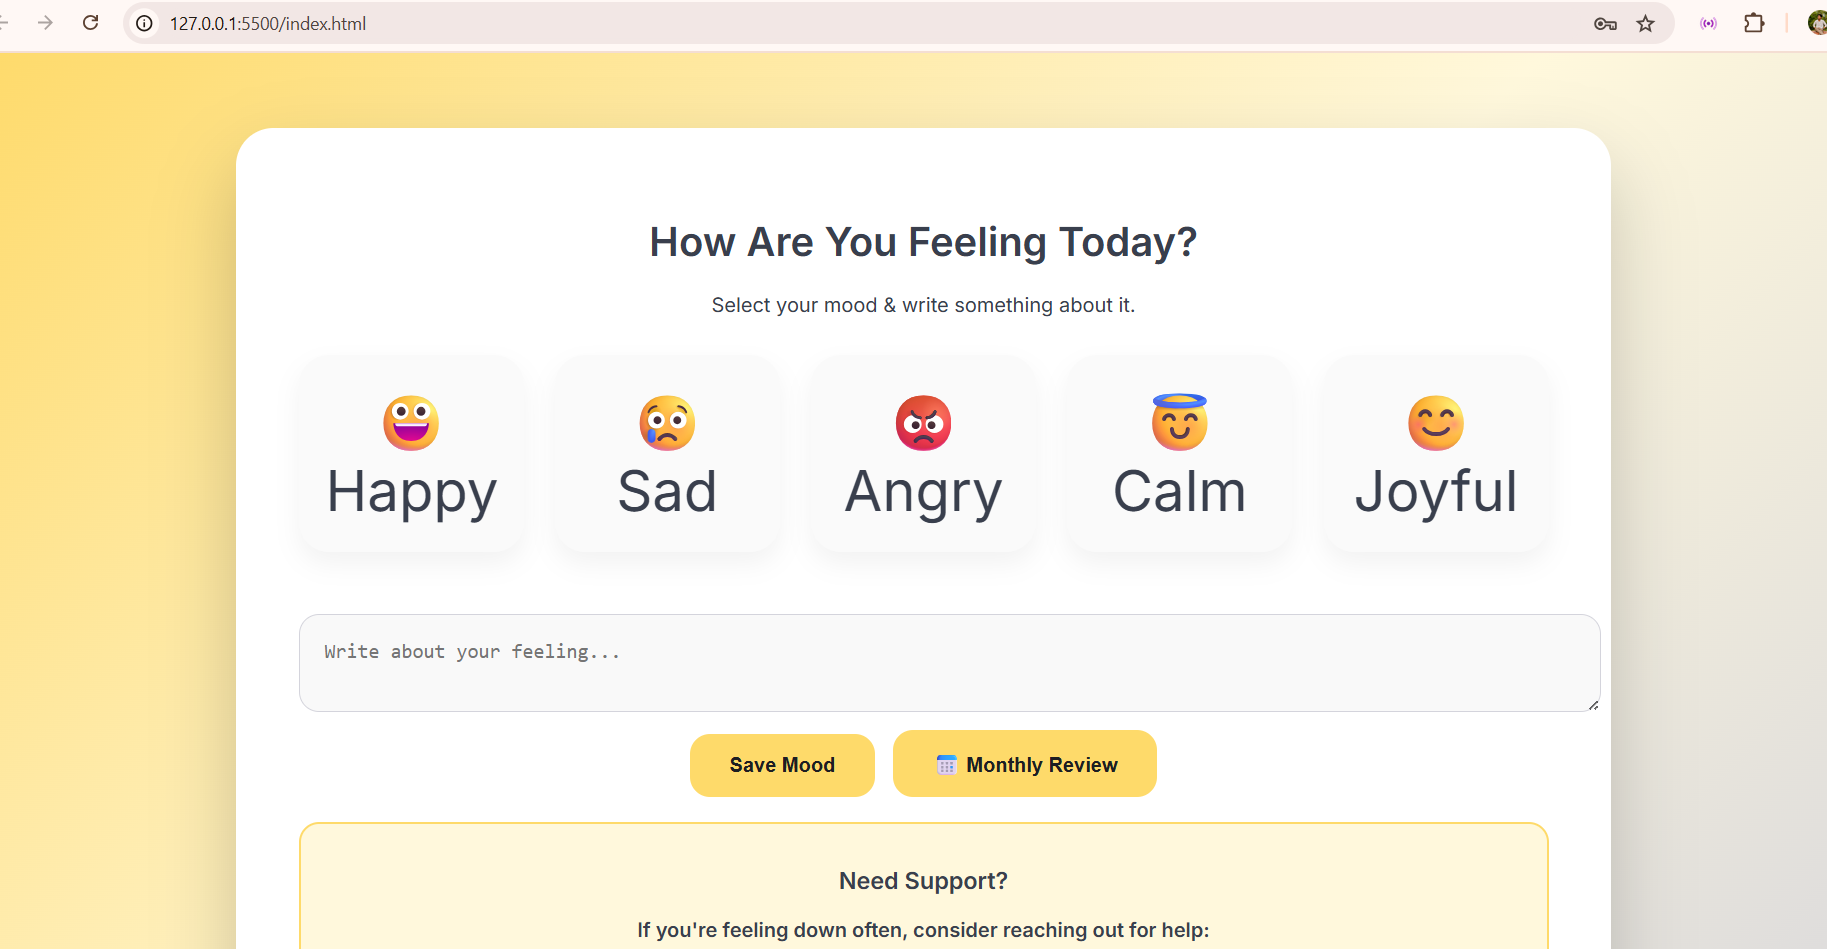 127.0.0.1:5500/index.html
How Are You Feeling Today?
Select your mood & write something about it.
Happy Sad Angry Calm Joyful
Write about your feeling...
Save Mood Monthly Review
Need Support?
If you're feeling down often, consider reaching out for help: